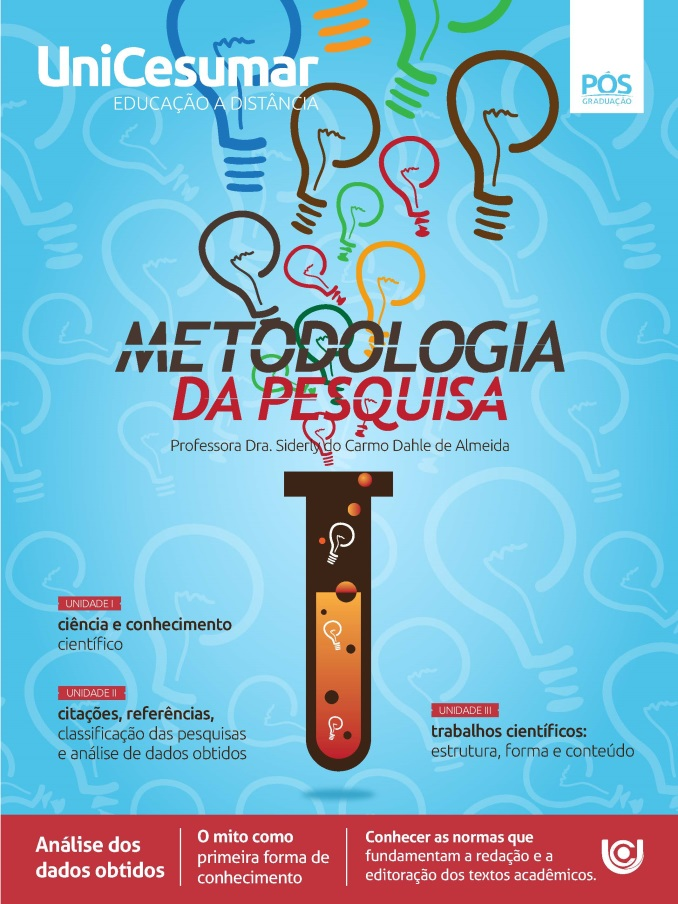 UniCesumar
EDUCAÇÃO A DISTÂNCIA
PÓS
GRADUAÇÃO
METODOLOGIA
DA PESQUISA
Professora Dra. Siderly do Carmo Dahle de Almeida
UNIDADE I
ciência e conhecimento
científico
UNIDADE II
citações, referências,
classificação das pesquisas
e análise de dados obtidos
UNIDADE III
trabalhos científicos:
estrutura, forma e conteúdo
Análise dos
dados obtidos
O mito como
primeira forma de
conhecimento
Conhecer as normas que
fundamentam a redação e a
editoração dos textos acadêmicos.